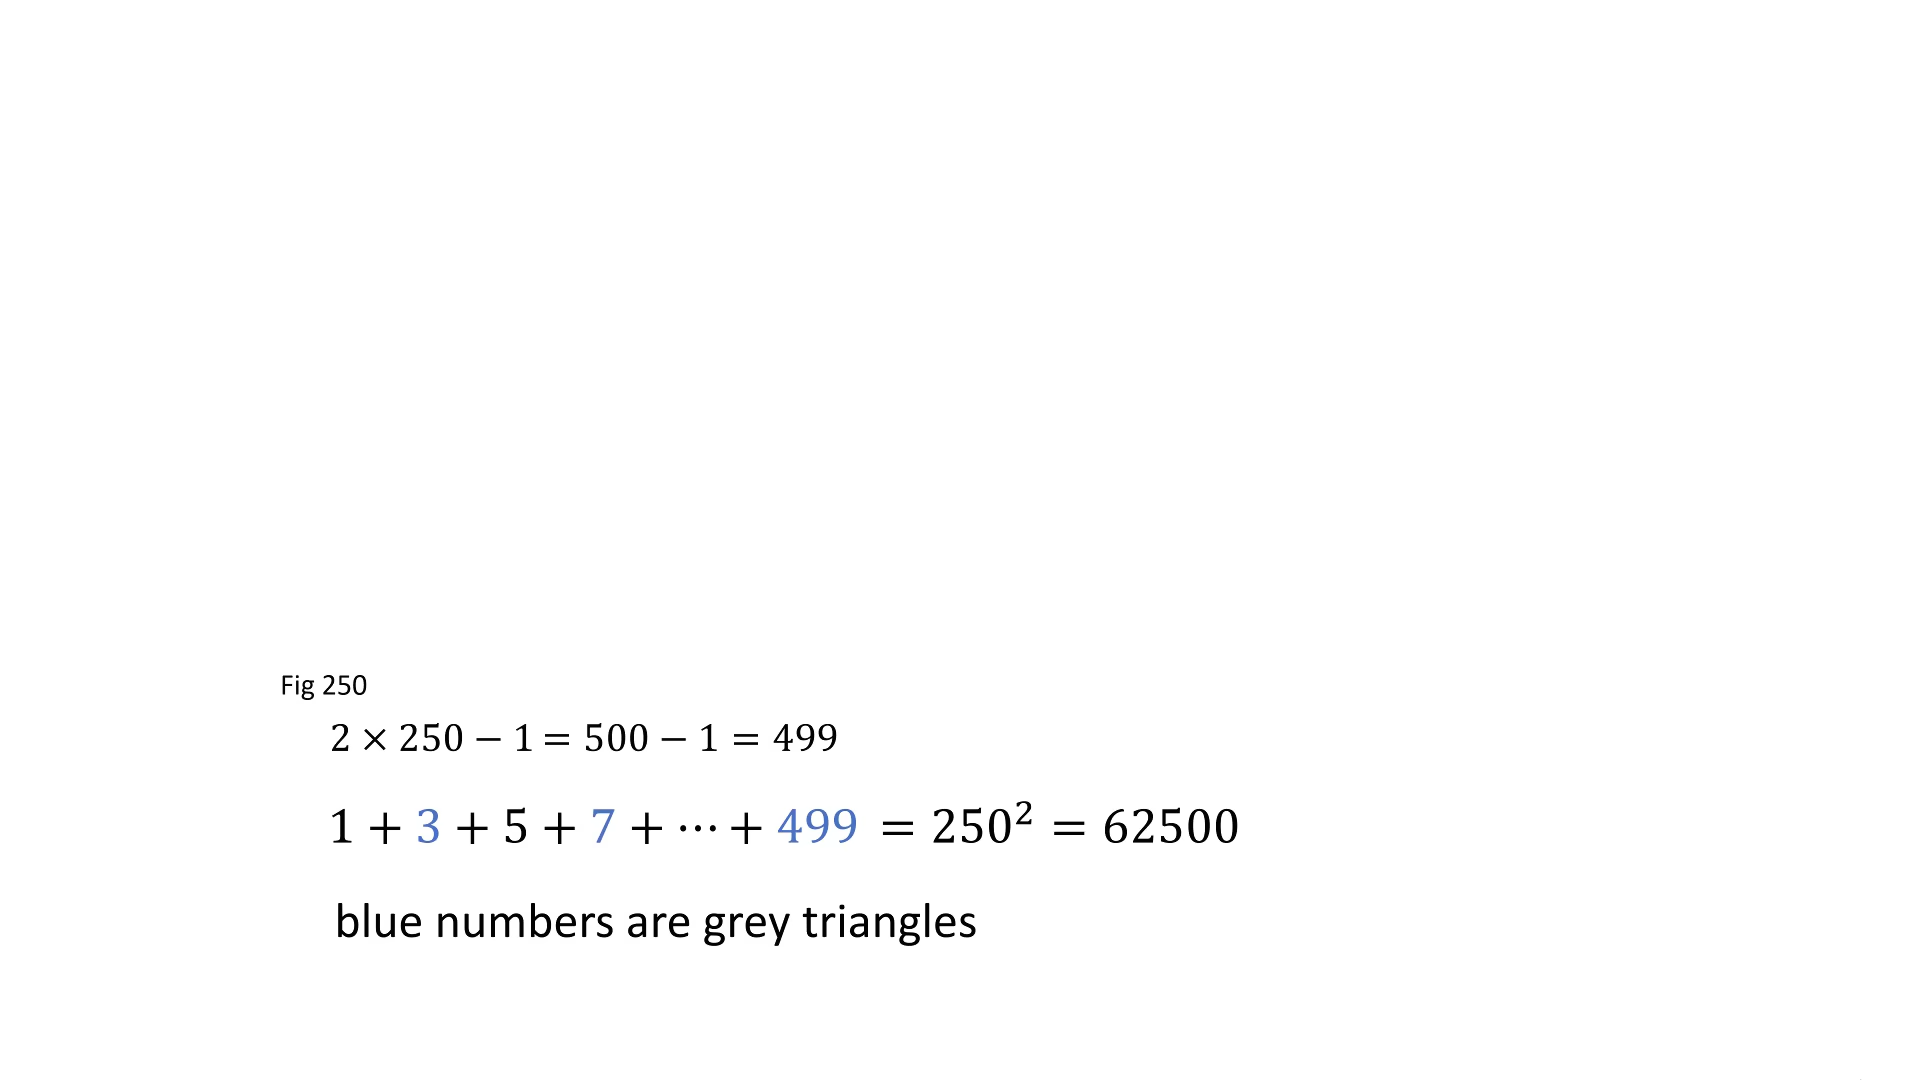 Fig 250
2 × 250 − 1 = 500 − 1 = 499
1 + 3 + 5 + 7 + ⋯ + 499 = 250² = 62500
blue numbers are grey triangles